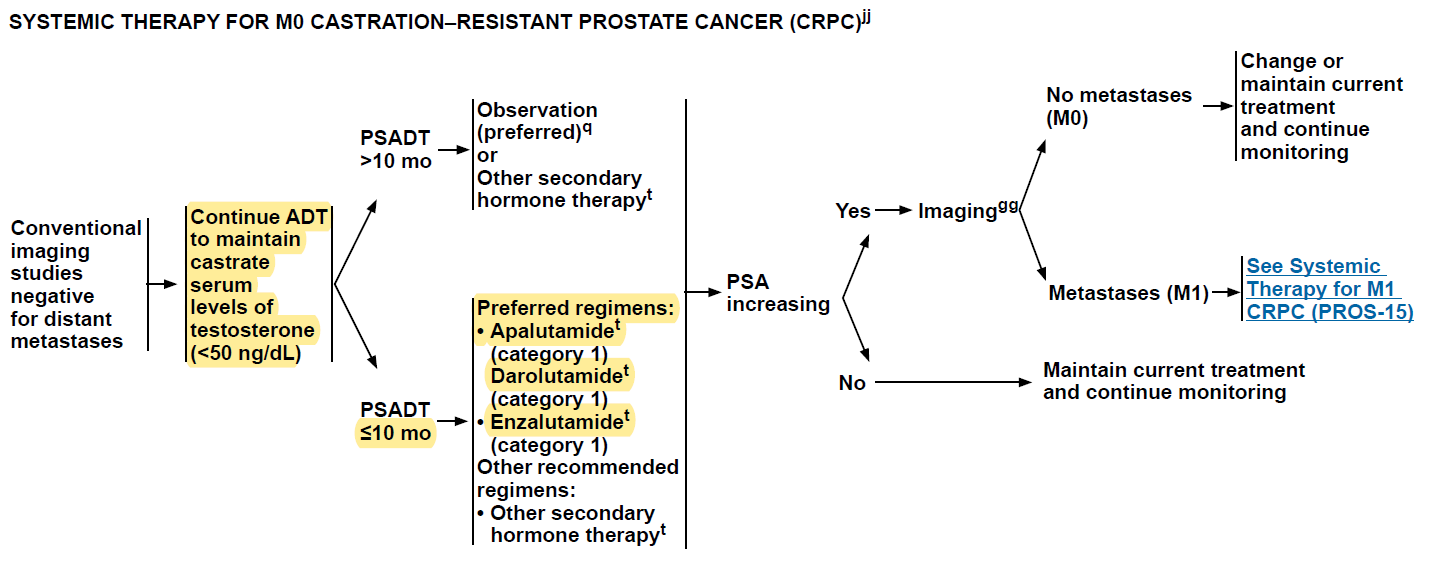 SYSTEMIC THERAPY FOR M0 CASTRATION–RESISTANT PROSTATE CANCER (CRPC)jj
Conventional
imaging
studies
negative
for distant
metastases
Continue ADT
to maintain
castrate
serum
levels of
testosterone
(<50 ng/dL)
PSADT
>10 mo
Observation
(preferred)q
or
Other secondary
hormone therapyt
PSADT
≤10 mo
Preferred regimens:
• Apalutamidet
(category 1)
Darolutamidet
(category 1)
• Enzalutamidet
(category 1)
Other recommended
regimens:
• Other secondary
hormone therapyt
PSA
increasing
Yes
Imaginggg
No metastases
(M0)
Change or
maintain current
treatment
and continue
monitoring
Metastases (M1)
See Systemic
Therapy for M1
CRPC (PROS-15)
No
Maintain current treatment
and continue monitoring